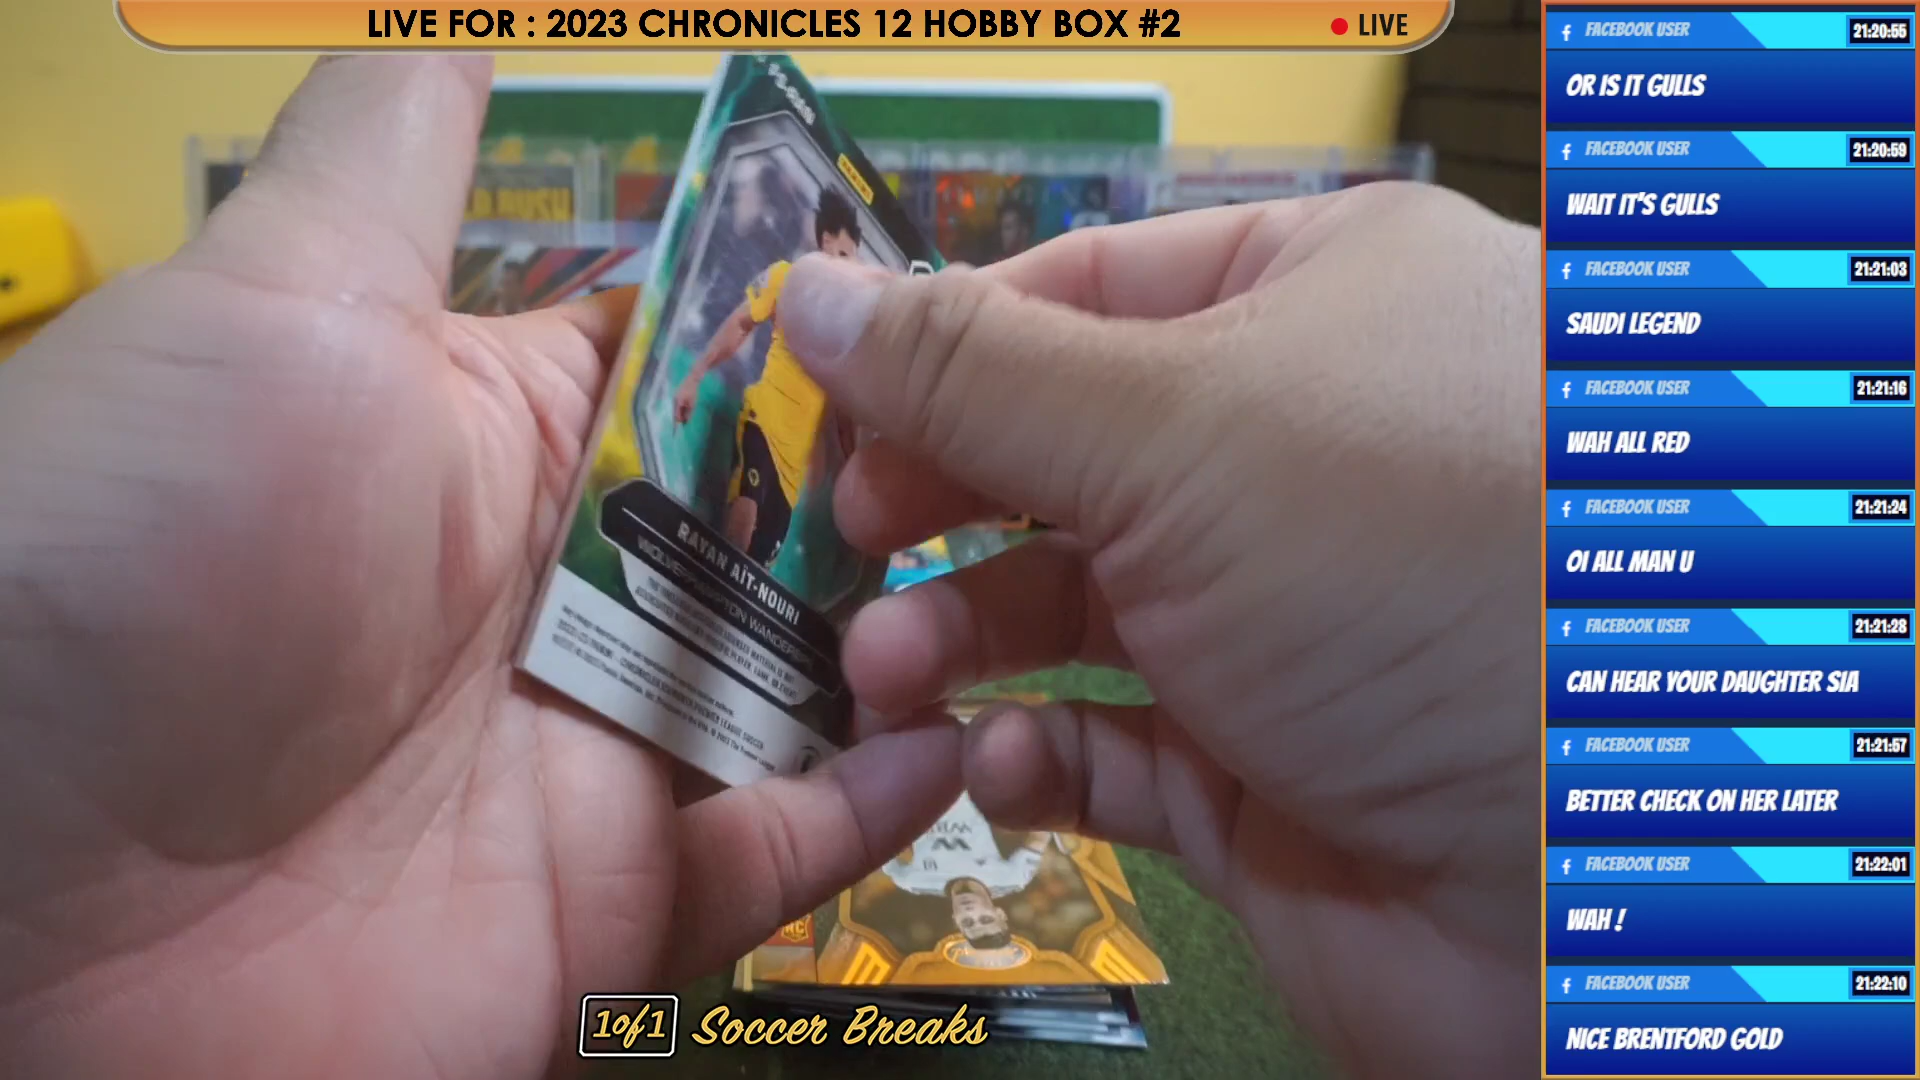 LIVE FOR : 2023 CHRONICLES 12 HOBBY BOX #2
LIVE
FACEBOOK USER
21:20:55
OR IS IT GULLS
FACEBOOK USER
21:20:59
WAIT IT'S GULLS
FACEBOOK USER
21:21:03
SAUDI LEGEND
FACEBOOK USER
21:21:16
WAH ALL RED
FACEBOOK USER
21:21:24
OI ALL MAN U
FACEBOOK USER
21:21:28
CAN HEAR YOUR DAUGHTER SIA
FACEBOOK USER
21:21:57
BETTER CHECK ON HER LATER
FACEBOOK USER
21:22:01
WAH !
FACEBOOK USER
21:22:10
NICE BRENTFORD GOLD
RAYAN AÏT-NOURI
RC
1of1
Soccer Breaks